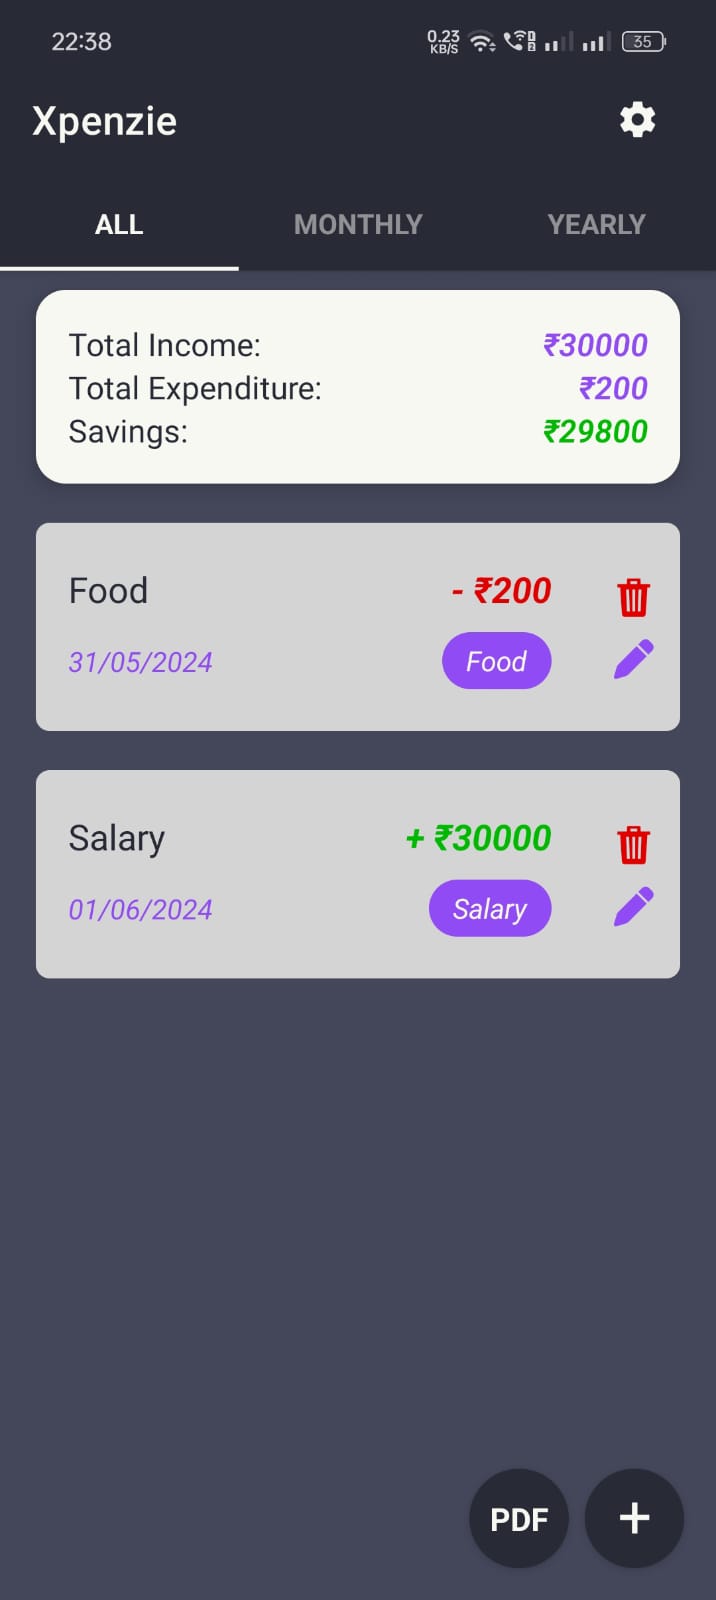 22:38 0.23 KB/S 35
Xpenzie
ALL MONTHLY YEARLY
Total Income: ₹30000
Total Expenditure: ₹200
Savings: ₹29800
Food - ₹200
31/05/2024 Food
Salary + ₹30000
01/06/2024 Salary
PDF +